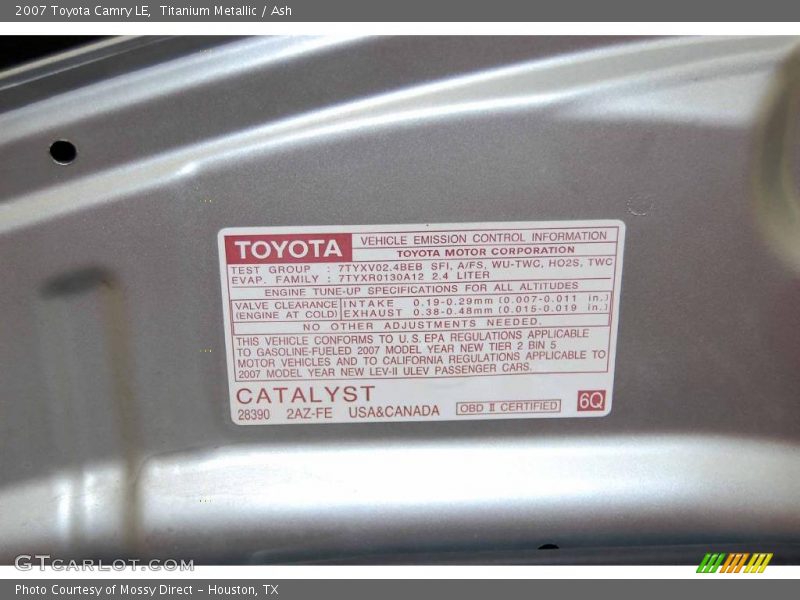 2007 Toyota Camry LE, Titanium Metallic / Ash
TOYOTA
VEHICLE EMISSION CONTROL INFORMATION
TOYOTA MOTOR CORPORATION
TEST GROUP : 7TYXV02.4BEB SFI, A/FS, WU-TWC, HO2S, TWC
EVAP. FAMILY : 7TYXR0130A12 2.4 LITER
ENGINE TUNE-UP SPECIFICATIONS FOR ALL ALTITUDES
VALVE CLEARANCE INTAKE 0.19-0.29mm (0.007-0.011 in.)
(ENGINE AT COLD) EXHAUST 0.38-0.48mm (0.015-0.019 in.)
NO OTHER ADJUSTMENTS NEEDED.
THIS VEHICLE CONFORMS TO U.S.EPA REGULATIONS APPLICABLE
TO GASOLINE-FUELED 2007 MODEL YEAR NEW TIER 2 BIN 5
MOTOR VEHICLES AND TO CALIFORNIA REGULATIONS APPLICABLE TO
2007 MODEL YEAR NEW LEV-II ULEV PASSENGER CARS.
CATALYST
28390 2AZ-FE USA&CANADA OBD II CERTIFIED 6Q
GTcarlot.com
Photo Courtesy of Mossy Direct - Houston, TX